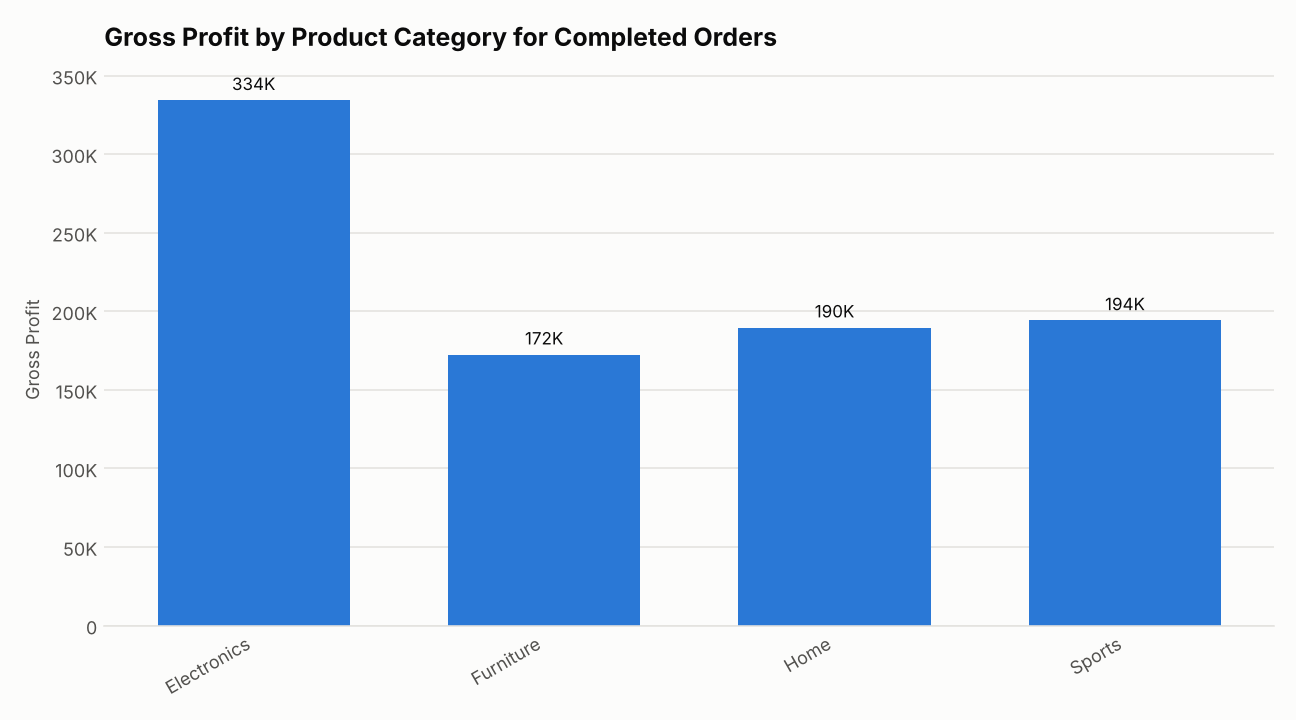 Gross Profit by Product Category for Completed Orders
Gross Profit
350K
300K
250K
200K
150K
100K
50K
0
334K
172K
190K
194K
Electronics
Furniture
Home
Sports